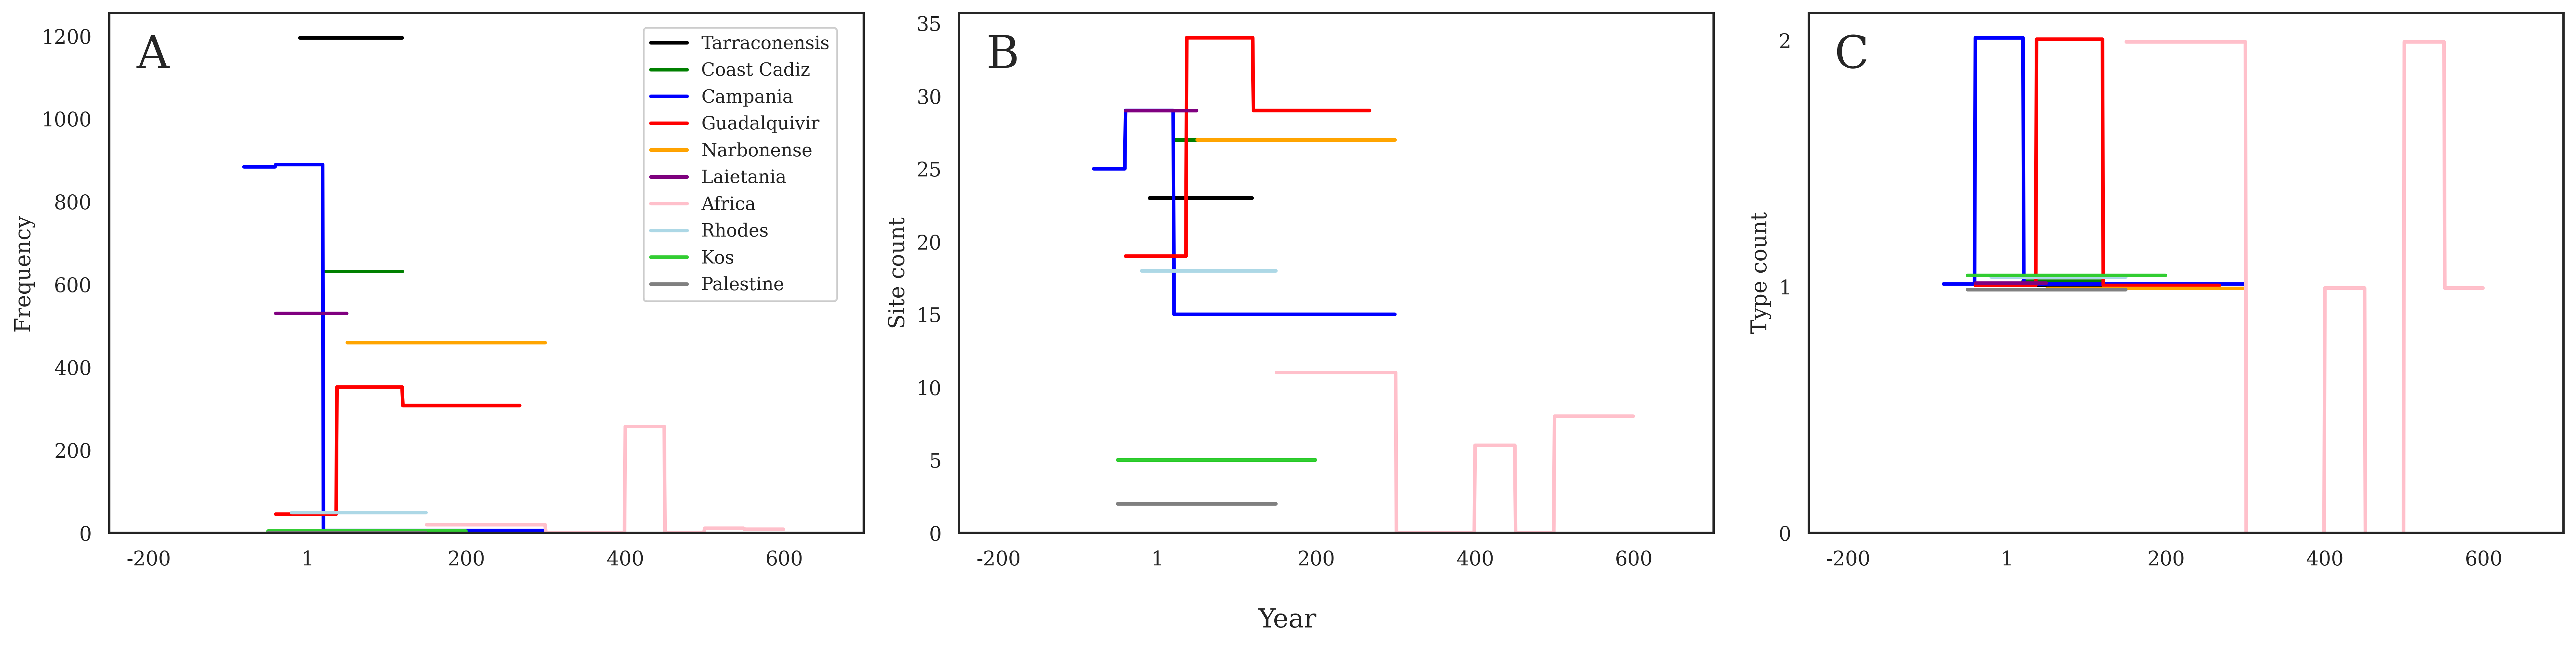 A
Frequency
1200
1000
800
600
400
200
0
-200 1 200 400 600
Tarraconensis
Coast Cadiz
Campania
Guadalquivir
Narbonense
Laietania
Africa
Rhodes
Kos
Palestine
B
Site count
35
30
25
20
15
10
5
0
-200 1 200 400 600
C
Type count
2
1
0
-200 1 200 400 600
Year